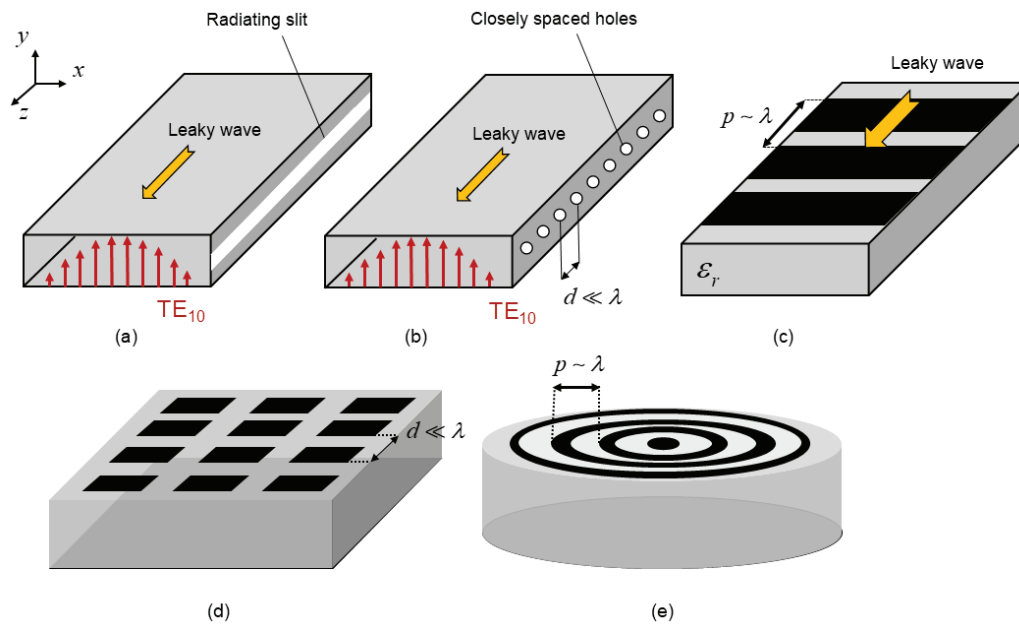 Radiating slit
Closely spaced holes
y
x
z
Leaky wave
Leaky wave
Leaky wave
p ~ λ
TE₁₀
TE₁₀
d ≪ λ
εᵣ
(a)
(b)
(c)
p ~ λ
d ≪ λ
(d)
(e)